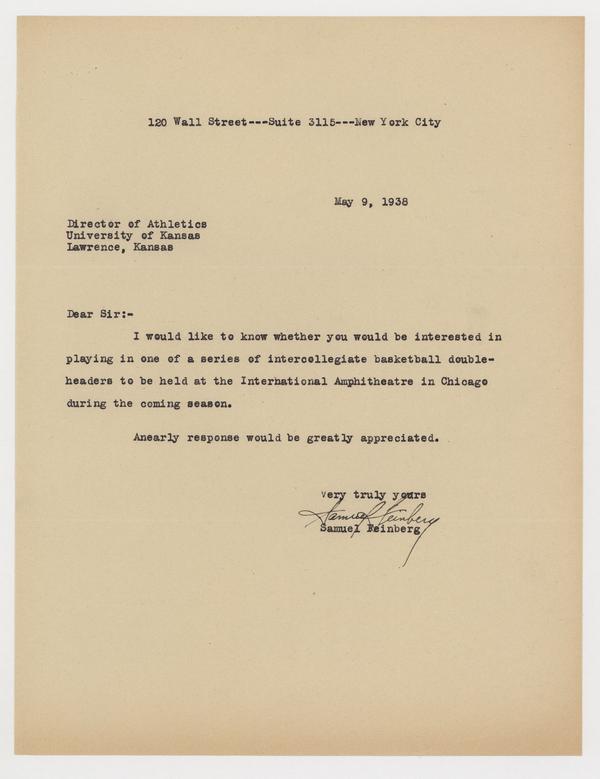 120 Wall Street---Suite 3115---New York City
May 9, 1938
Director of Athletics
University of Kansas
Lawrence, Kansas
Dear Sir:-
I would like to know whether you would be interested in
playing in one of a series of intercollegiate basketball double-
headers to be held at the International Amphitheatre in Chicago
during the coming season.
Anearly response would be greatly appreciated.
Very truly yours
Samuel Feinberg
Samuel Feinberg